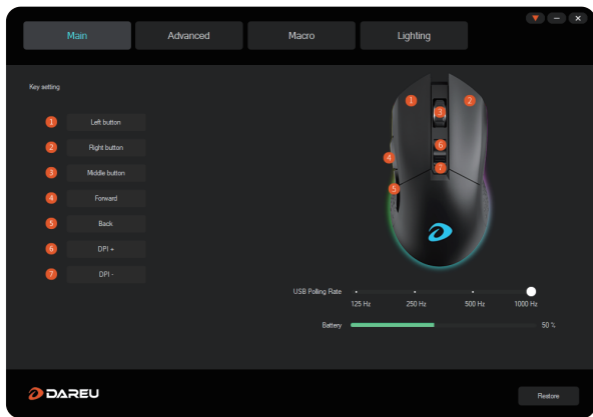 Main Advanced Macro Lighting
Key setting
1 Left button
2 Right button
3 Middle button
4 Forward
5 Back
6 DPI +
7 DPI -
1 2
3
6
4
7
5
USB Polling Rate
125 Hz 250 Hz 500 Hz 1000 Hz
Battery 50 %
DAREU
Restore